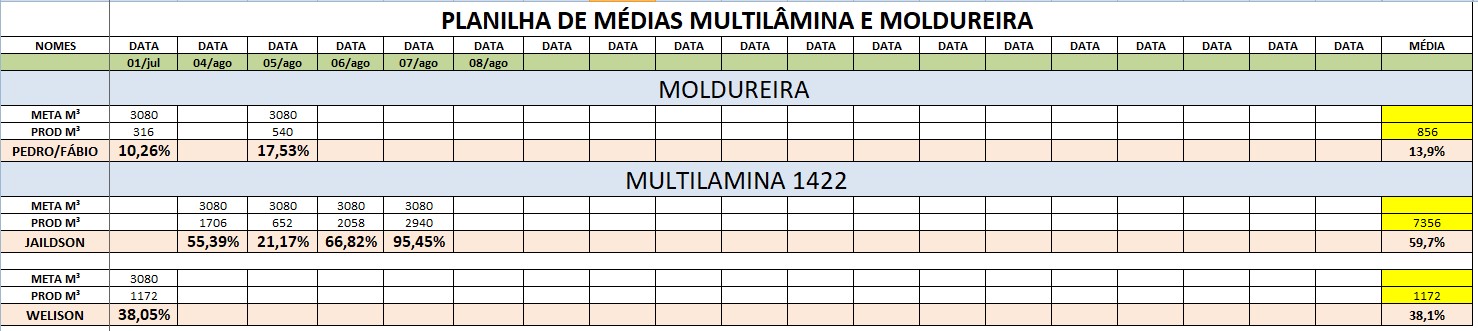 PLANILHA DE MÉDIAS MULTILÂMINA E MOLDUREIRA
NOMES DATA DATA DATA DATA DATA DATA DATA DATA DATA DATA DATA DATA DATA DATA DATA DATA DATA DATA DATA MÉDIA
01/jul 04/ago 05/ago 06/ago 07/ago 08/ago
MOLDUREIRA
META M³ 3080 3080
PROD M³ 316 540 856
PEDRO/FÁBIO 10,26% 17,53% 13,9%
MULTILAMINA 1422
META M³ 3080 3080 3080 3080
PROD M³ 1706 652 2058 2940 7356
JAILDSON 55,39% 21,17% 66,82% 95,45% 59,7%
META M³ 3080
PROD M³ 1172 1172
WELISON 38,05% 38,1%